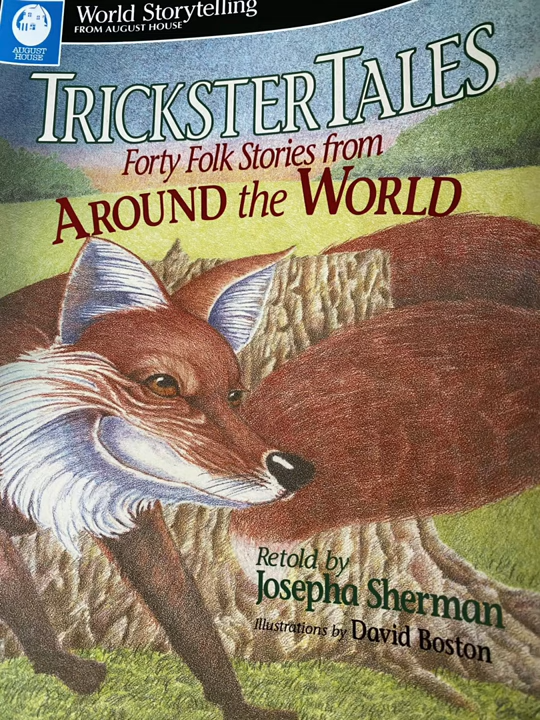 World Storytelling
FROM AUGUST HOUSE
AUGUST
HOUSE
TRICKSTER TALES
Forty Folk Stories from
AROUND the WORLD
Retold by
Josepha Sherman
Illustrations by David Boston